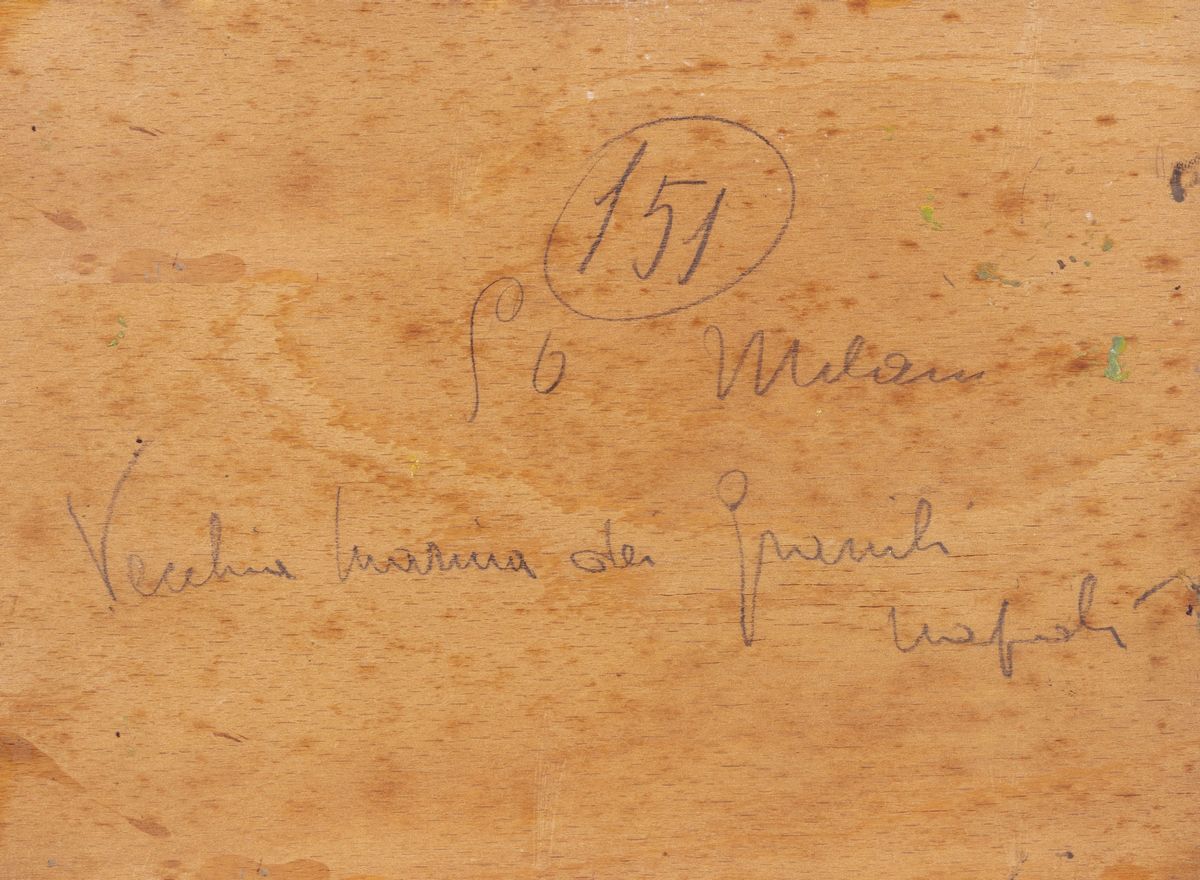 151
Milano
Vecchia Marina dei Granili
Napoli